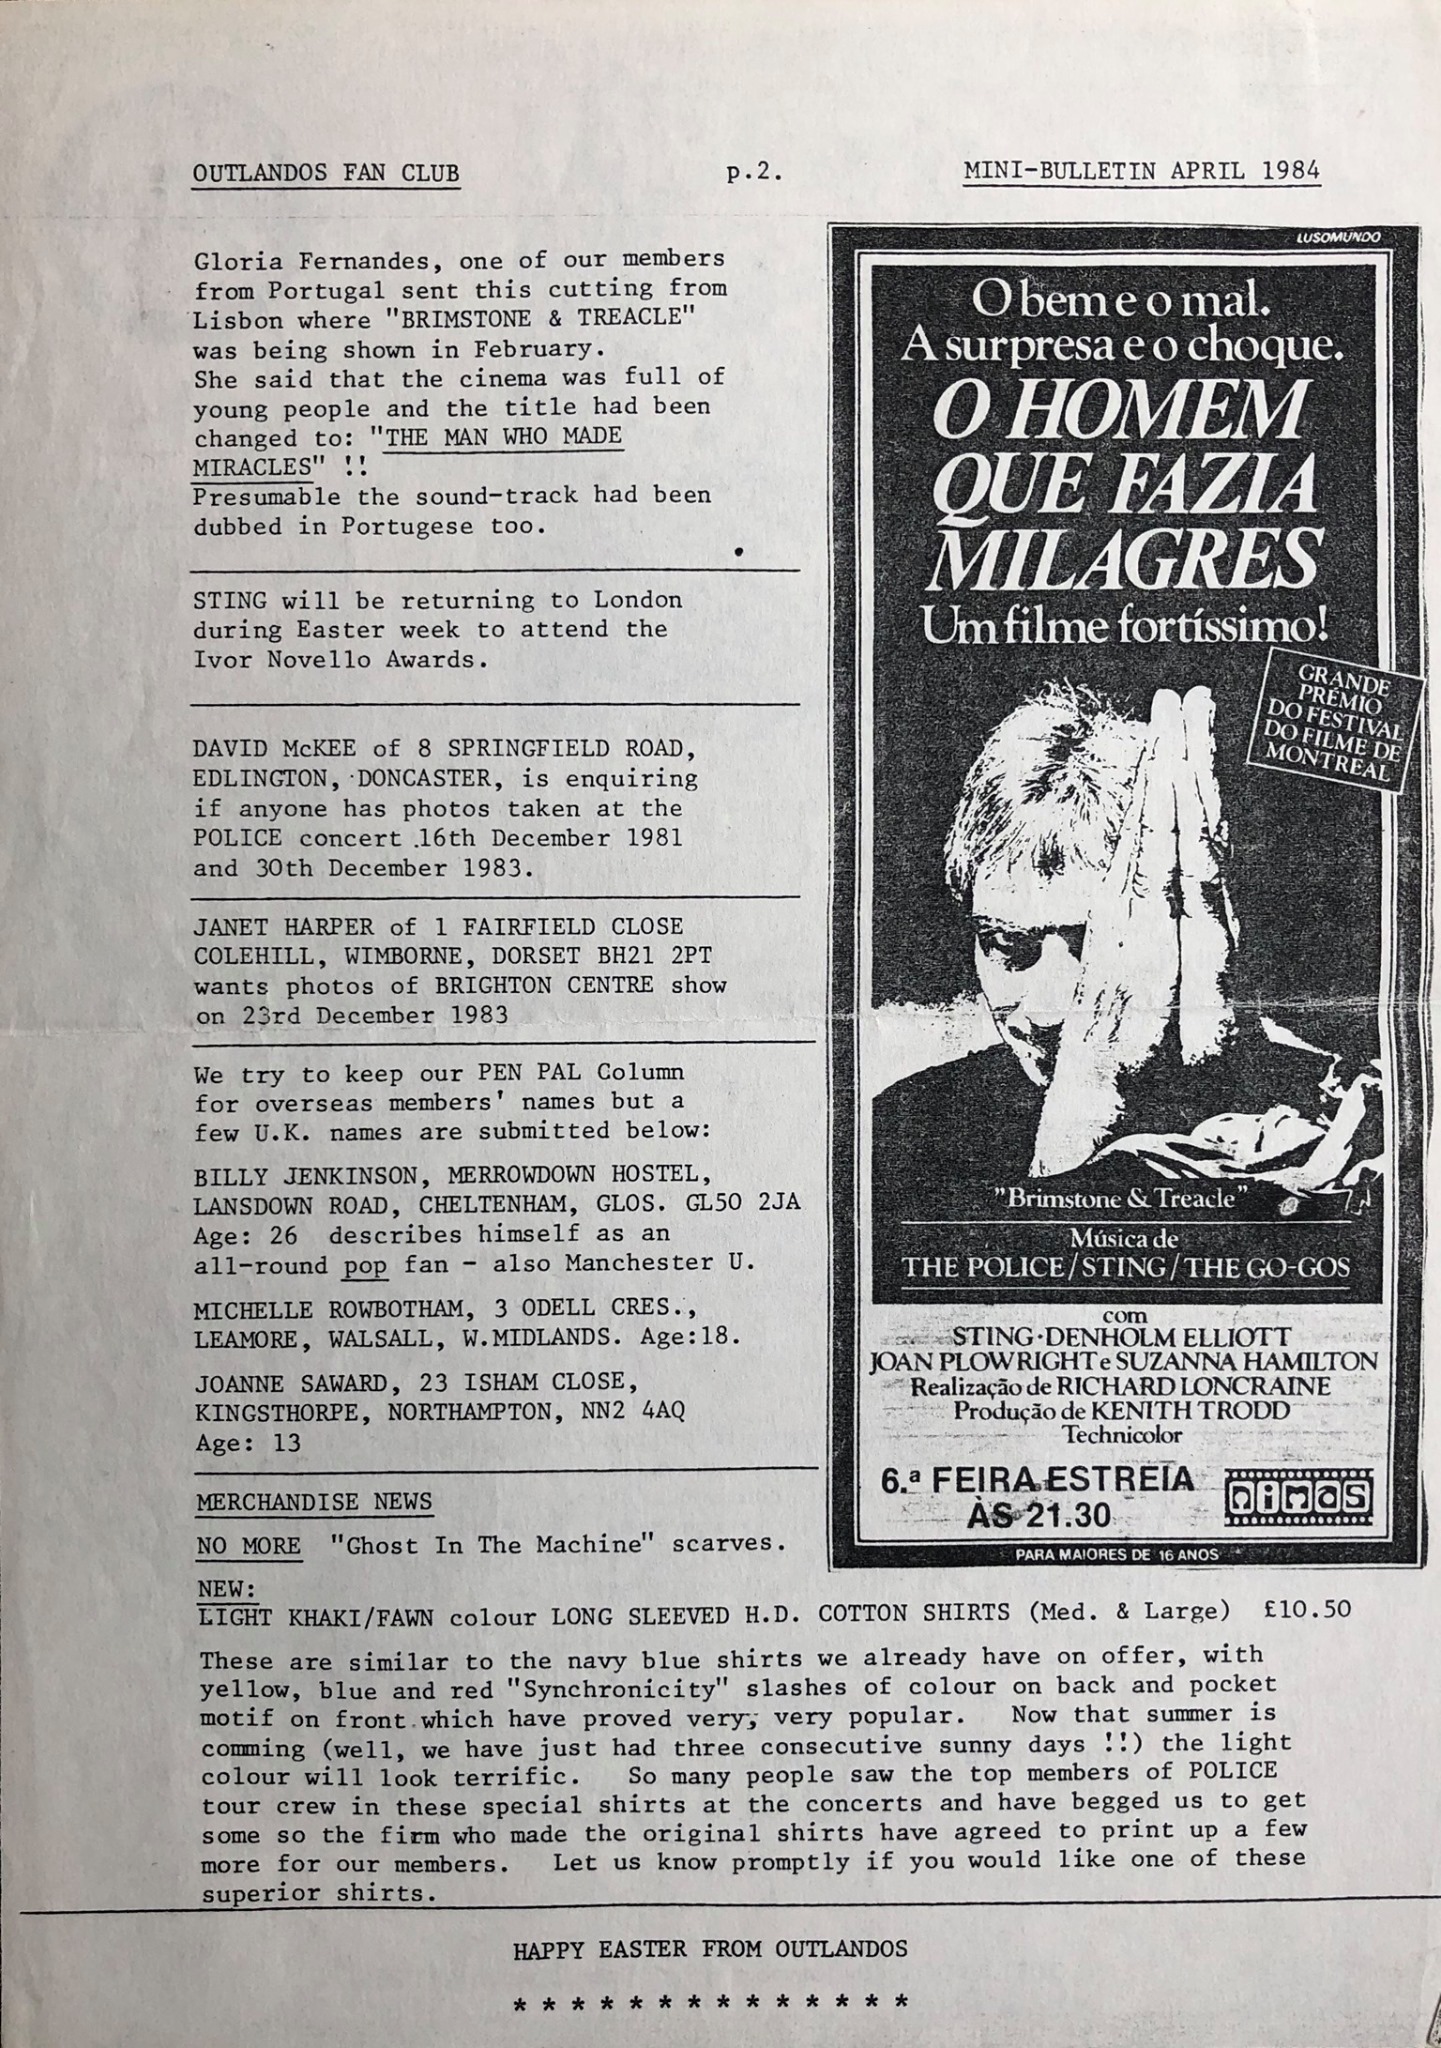 OUTLANDOS FAN CLUB
p.2.
MINI-BULLETIN APRIL 1984
Gloria Fernandes, one of our members
from Portugal sent this cutting from
Lisbon where "BRIMSTONE & TREACLE"
was being shown in February.
She said that the cinema was full of
young people and the title had been
changed to: "THE MAN WHO MADE
MIRACLES" !!
Presumable the sound-track had been
dubbed in Portugese too.
STING will be returning to London
during Easter week to attend the
Ivor Novello Awards.
DAVID McKEE of 8 SPRINGFIELD ROAD,
EDLINGTON, DONCASTER, is enquiring
if anyone has photos taken at the
POLICE concert 16th December 1981
and 30th December 1983.
JANET HARPER of 1 FAIRFIELD CLOSE
COLEHILL, WIMBORNE, DORSET BH21 2PT
wants photos of BRIGHTON CENTRE show
on 23rd December 1983
We try to keep our PEN PAL Column
for overseas members' names but a
few U.K. names are submitted below:
BILLY JENKINSON, MERROWDOWN HOSTEL,
LANSDOWN ROAD, CHELTENHAM, GLOS. GL50 2JA
Age: 26 describes himself as an
all-round pop fan - also Manchester U.
MICHELLE ROWBOTHAM, 3 ODELL CRES.,
LEAMORE, WALSALL, W.MIDLANDS. Age:18.
JOANNE SAWARD, 23 ISHAM CLOSE,
KINGSTHORPE, NORTHAMPTON, NN2 4AQ
Age: 13
LUSOMUNDO
O bem e o mal.
A surpresa e o choque.
O HOMEM
QUE FAZIA
MILAGRES
Um filme fortíssimo!
GRANDE
PRÉMIO
DO FESTIVAL
DO FILME DE
MONTREAL
"Brimstone & Treacle"
Música de
THE POLICE/STING/THE GO-GOS
com
STING·DENHOLM ELLIOTT
JOAN PLOWRIGHT e SUZANNA HAMILTON
Realização de RICHARD LONCRAINE
Produção de KENITH TRODD
Technicolor
6.ª FEIRA ESTREIA
ÀS 21.30
nimas
PARA MAIORES DE 16 ANOS
MERCHANDISE NEWS
NO MORE "Ghost In The Machine" scarves.
NEW:
LIGHT KHAKI/FAWN colour LONG SLEEVED H.D. COTTON SHIRTS (Med. & Large) £10.50
These are similar to the navy blue shirts we already have on offer, with
yellow, blue and red "Synchronicity" slashes of colour on back and pocket
motif on front which have proved very, very popular. Now that summer is
comming (well, we have just had three consecutive sunny days !!) the light
colour will look terrific. So many people saw the top members of POLICE
tour crew in these special shirts at the concerts and have begged us to get
some so the firm who made the original shirts have agreed to print up a few
more for our members. Let us know promptly if you would like one of these
superior shirts.
HAPPY EASTER FROM OUTLANDOS
* * * * * * * * * * * * * *